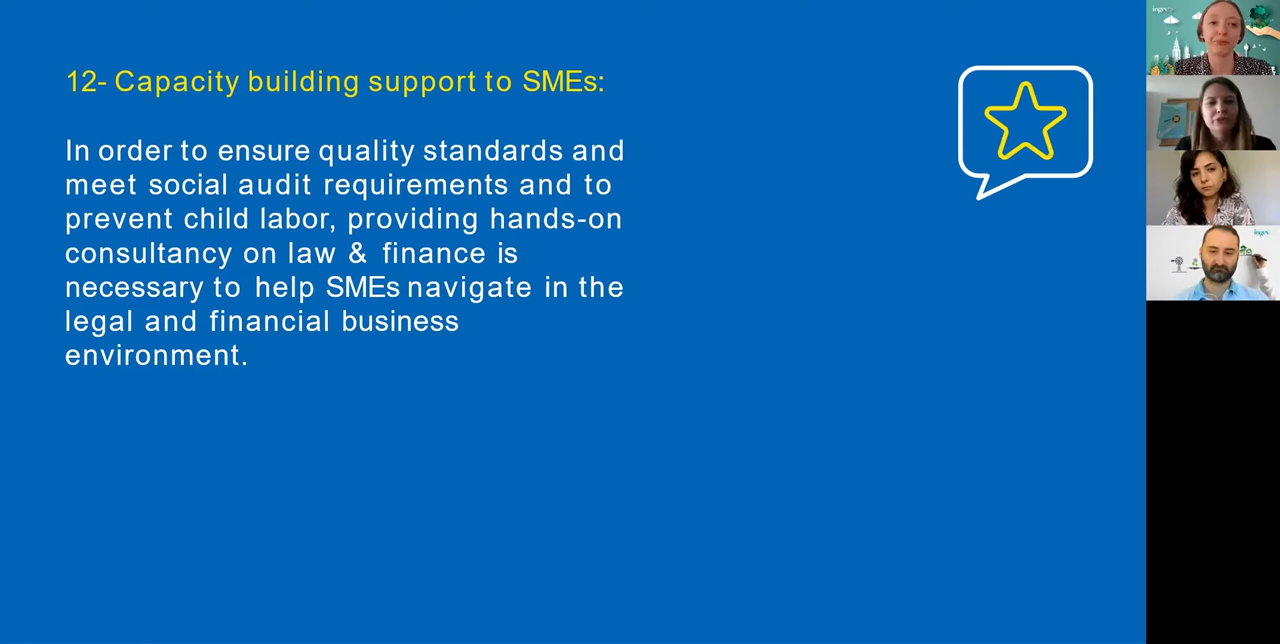 12- Capacity building support to SMEs:
In order to ensure quality standards and
meet social audit requirements and to
prevent child labor, providing hands-on
consultancy on law & finance is
necessary to help SMEs navigate in the
legal and financial business
environment.